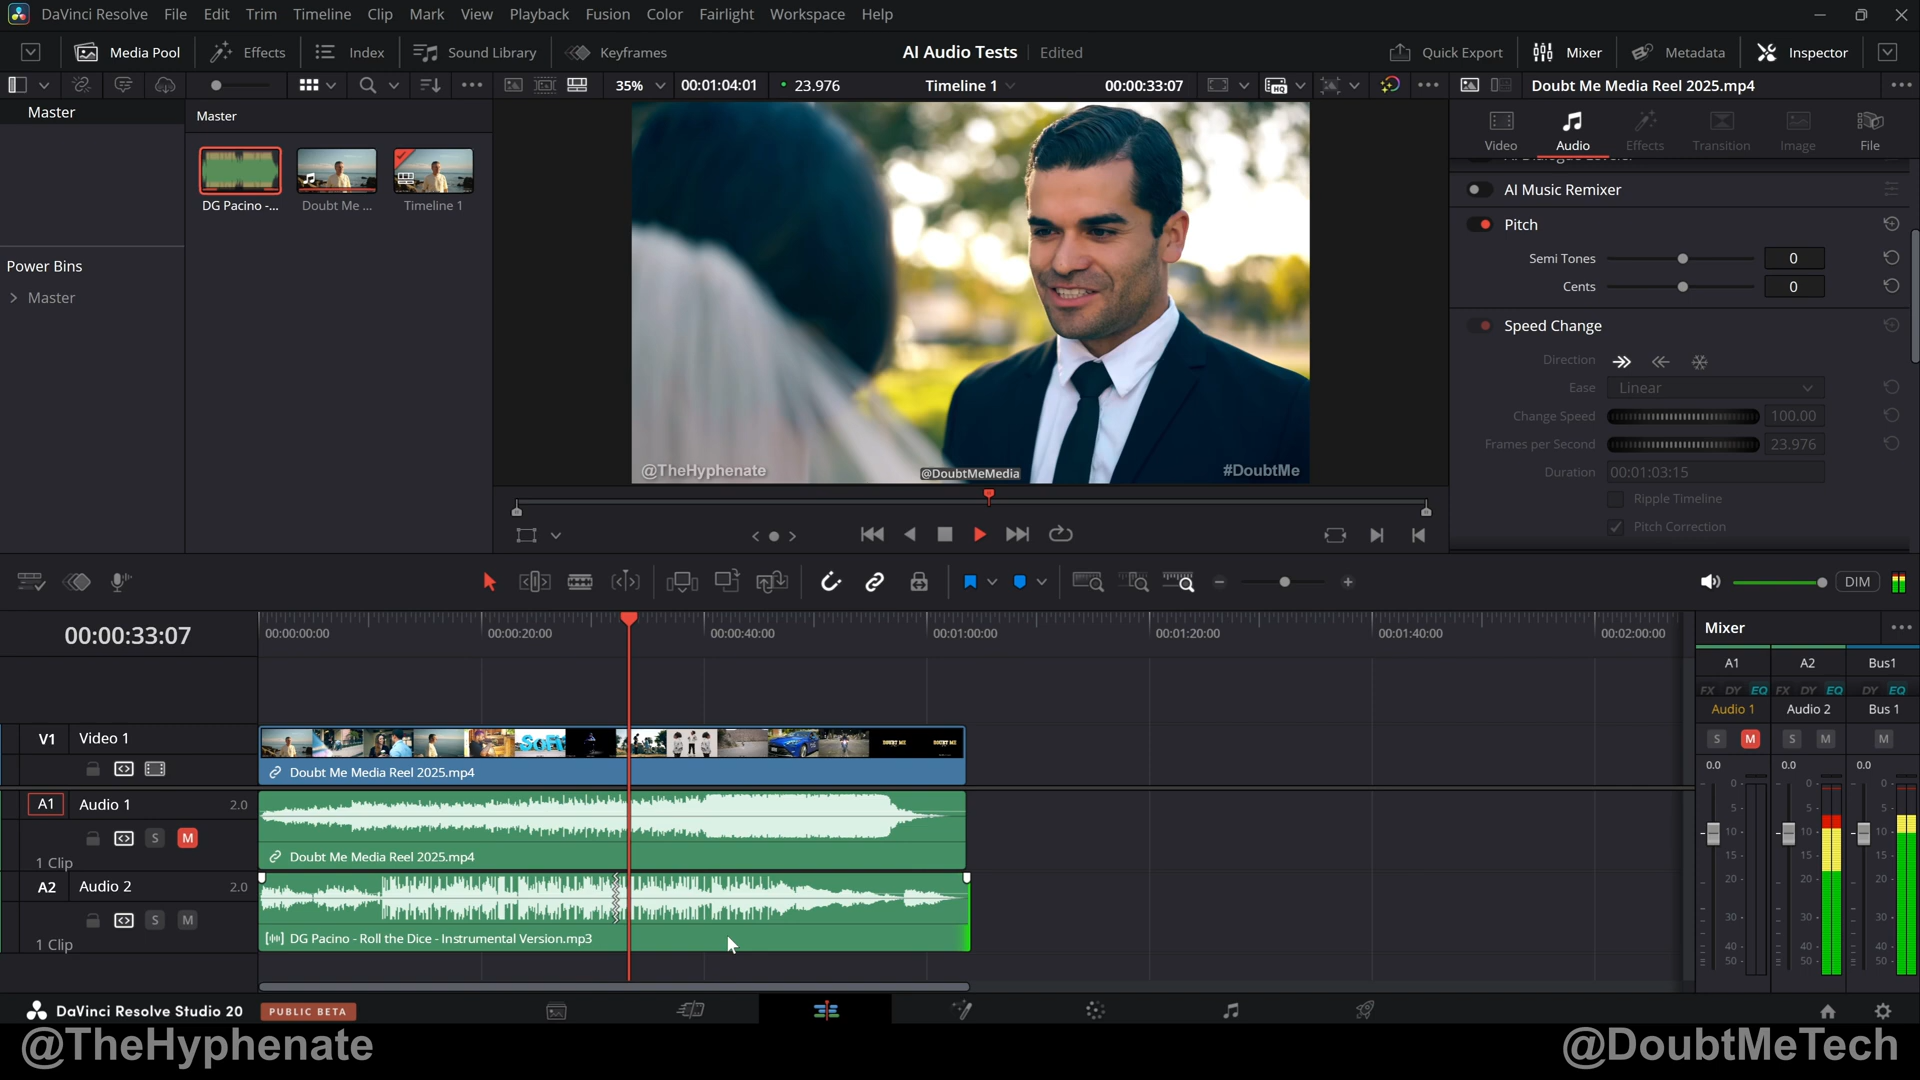 DaVinci Resolve File Edit Trim Timeline Clip Mark View Playback Fusion Color Fairlight Workspace Help
Media Pool Effects Index Sound Library Keyframes AI Audio Tests Edited Quick Export Mixer Metadata Inspector
35% 00:01:04:01 23.976 Timeline 1 00:00:33:07 HQ Doubt Me Media Reel 2025.mp4
Master
Master
DG Pacino -... Doubt Me ... Timeline 1
Power Bins
Master
@TheHyphenate @DoubtMeMedia #DoubtMe
Video Audio Effects Transition Image File
AI Music Remixer
Pitch
Semi Tones 0
Cents 0
Speed Change
Direction
Ease Linear
Change Speed 100.00
Frames per Second 23.976
Duration 00:01:03:15
Ripple Timeline
Pitch Correction
DIM
00:00:33:07
00:00:00:00 00:00:20:00 00:00:40:00 00:01:00:00 00:01:20:00 00:01:40:00 00:02:00:00
V1 Video 1
Doubt Me Media Reel 2025.mp4
A1 Audio 1 2.0
S M
1 Clip
Doubt Me Media Reel 2025.mp4
A2 Audio 2 2.0
S M
1 Clip
DG Pacino - Roll the Dice - Instrumental Version.mp3
Mixer
A1 A2 Bus1
FX DY EQ FX DY EQ DY EQ
Audio 1 Audio 2 Bus 1
S M S M M
0.0 0.0 0.0
0 0 0
5 5 5
10 10 10
15 15 15
20 20 20
30 30 30
40 40 40
50 50 50
DaVinci Resolve Studio 20 PUBLIC BETA
@TheHyphenate @DoubtMeTech